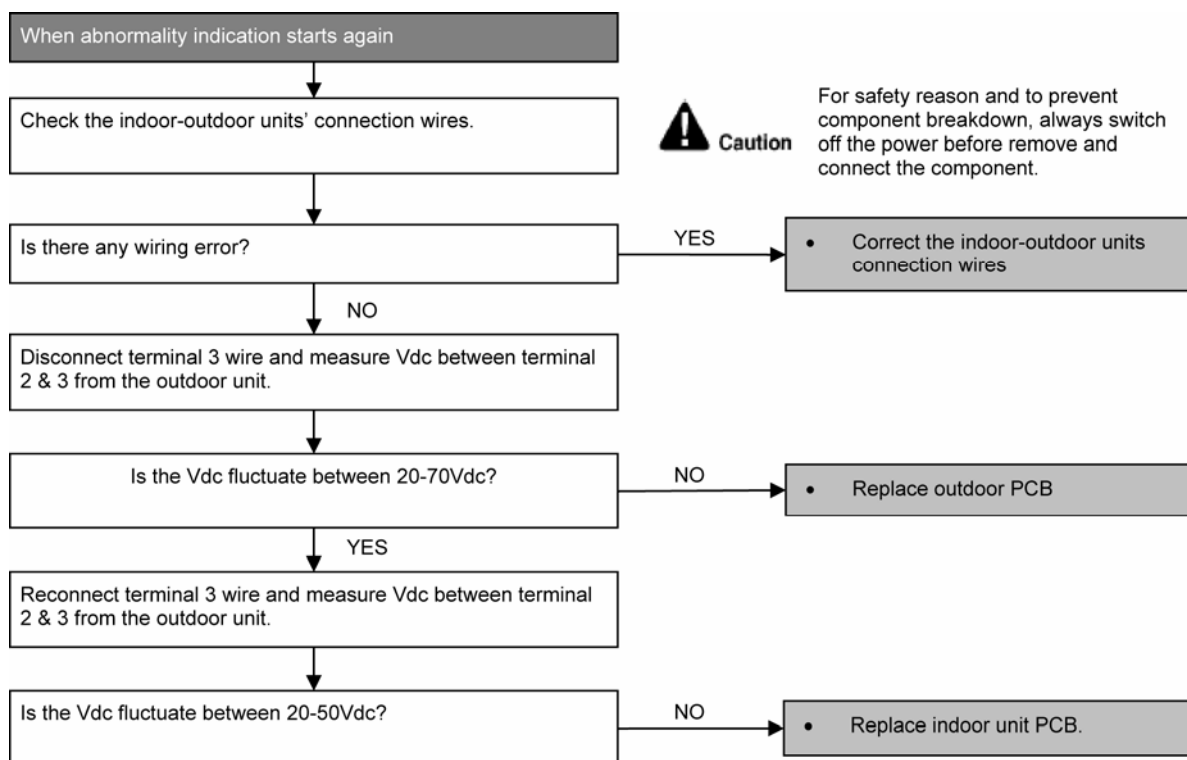 When abnormality indication starts again
Check the indoor-outdoor units' connection wires.
Caution
For safety reason and to prevent
component breakdown, always switch
off the power before remove and
connect the component.
Is there any wiring error?
YES
• Correct the indoor-outdoor units
connection wires
NO
Disconnect terminal 3 wire and measure Vdc between terminal
2 & 3 from the outdoor unit.
Is the Vdc fluctuate between 20-70Vdc?
NO
• Replace outdoor PCB
YES
Reconnect terminal 3 wire and measure Vdc between terminal
2 & 3 from the outdoor unit.
Is the Vdc fluctuate between 20-50Vdc?
NO
• Replace indoor unit PCB.